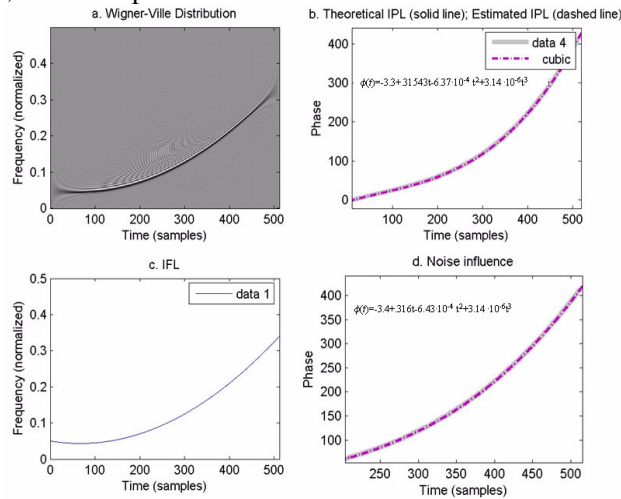 a. Wigner-Ville Distribution
Frequency (normalized)
0.4
0.3
0.2
0.1
0
0 100 200 300 400 500
Time (samples)
b. Theoretical IPL (solid line); Estimated IPL (dashed line)
data 4
cubic
ϕ(t)=-3.3+.31543t-6.37·10⁻⁴ t²+3.14 ·10⁻⁶t³
Phase
400
300
200
100
0
100 200 300 400 500
Time (samples)
c. IFL
data 1
Frequency (normalized)
0.5
0.4
0.3
0.2
0.1
0
0 100 200 300 400 500
Time (samples)
d. Noise influence
ϕ(t)=-3.4+.316t-6.43·10⁻⁴ t²+3.14 ·10⁻⁶t³
Phase
400
350
300
250
200
150
100
250 300 350 400 450 500
Time (samples)